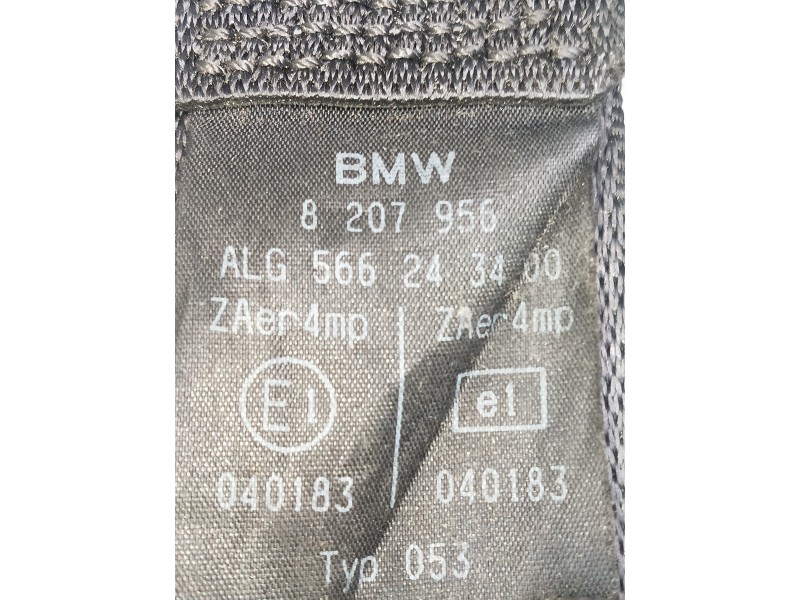 BMW
8 207 956
ALG 566 24 34 00
ZAer4mp ZAer4mp
E1 e1
040183 040183
Typ 053